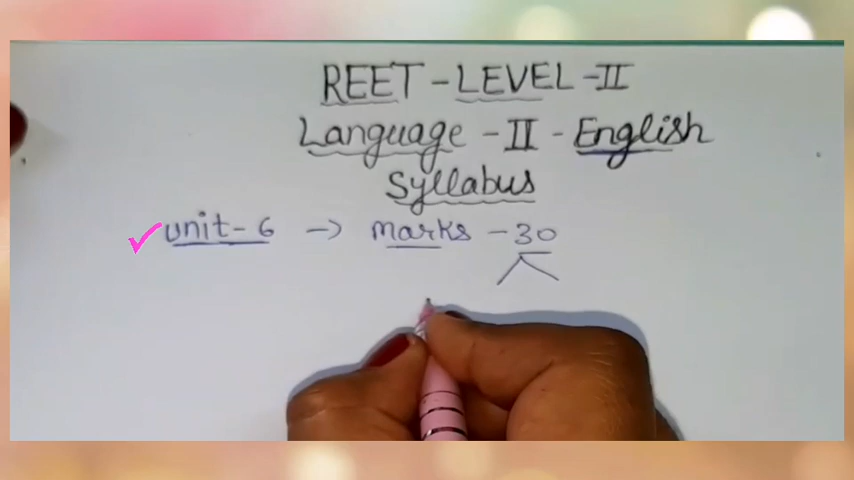 REET - LEVEL - II
Language - II - English
Syllabus
unit - 6 -> marks - 30